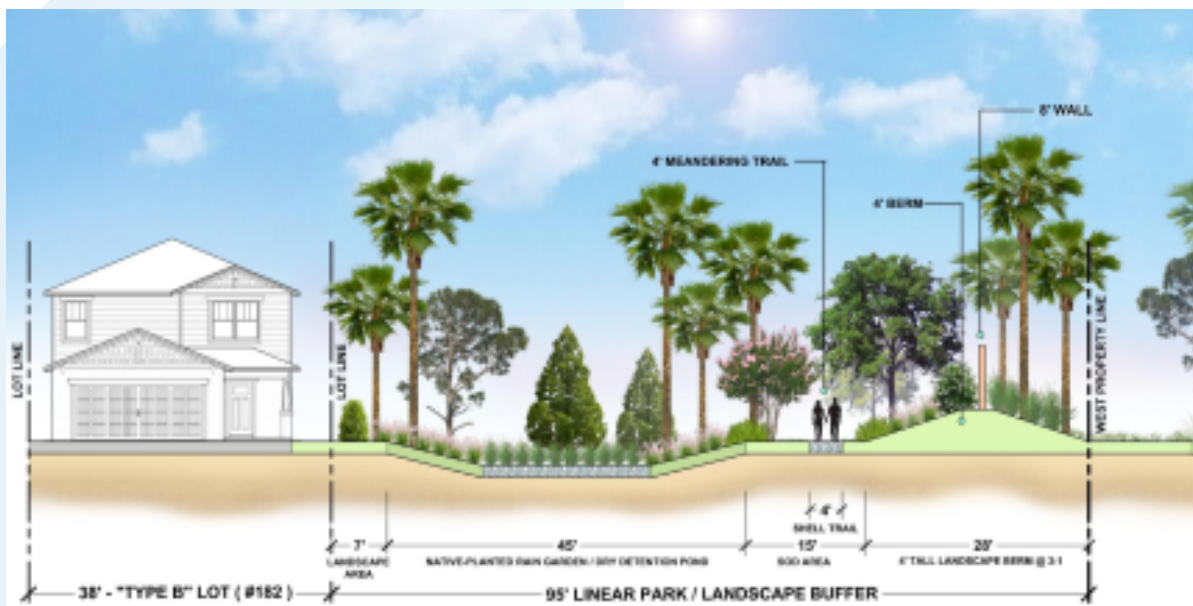 8' WALL
4' MEANDERING TRAIL
4' BERM
LOT LINE
LOT LINE
WEST PROPERTY LINE
4'
SHELL TRAIL
7'
45'
15'
28'
LANDSCAPE
AREA
NATIVE-PLANTED RAIN GARDEN / DRY DETENTION POND
SOD AREA
4' TALL LANDSCAPE BERM @ 3:1
38' - "TYPE B" LOT ( #182 )
95' LINEAR PARK / LANDSCAPE BUFFER